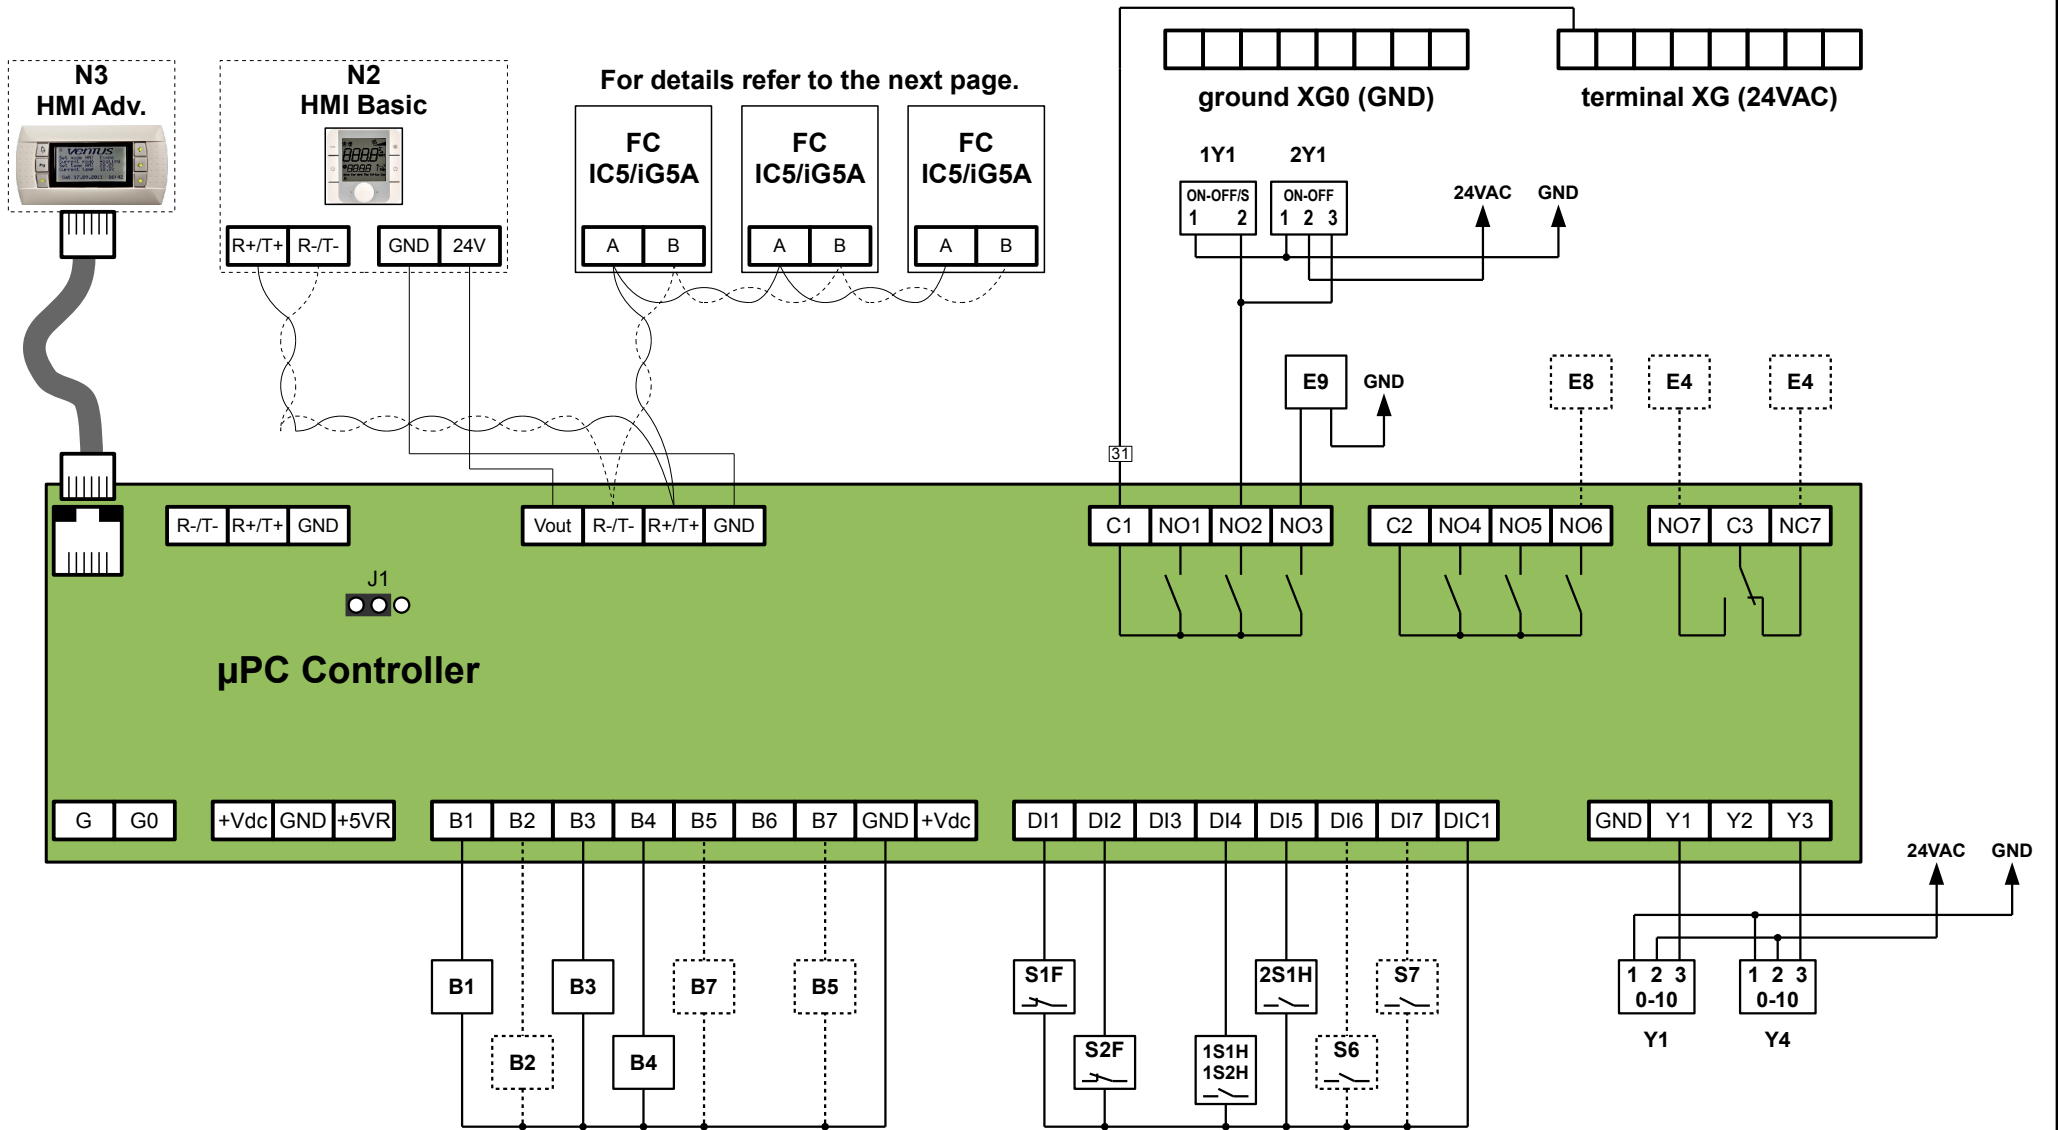 N3
HMI Adv.
VENTUS
N2
HMI Basic
R+/T+ R-/T- GND 24V
For details refer to the next page.
FC
IC5/iG5A
A B
FC
IC5/iG5A
A B
FC
IC5/iG5A
A B
ground XG0 (GND)
terminal XG (24VAC)
1Y1 2Y1
ON-OFF/S
1 2
ON-OFF
1 2 3
24VAC GND
E9 GND
E8 E4 E4
31
R-/T- R+/T+ GND
Vout R-/T- R+/T+ GND
C1 NO1 NO2 NO3
C2 NO4 NO5 NO6
NO7 C3 NC7
J1
µPC Controller
G G0
+Vdc GND +5VR
B1 B2 B3 B4 B5 B6 B7 GND +Vdc
DI1 DI2 DI3 DI4 DI5 DI6 DI7 DIC1
GND Y1 Y2 Y3
24VAC GND
B1 B3 B7 B5
B2 B4
S1F 2S1H S7
S2F
1S1H
1S2H
S6
1 2 3
0-10
Y1
1 2 3
0-10
Y4